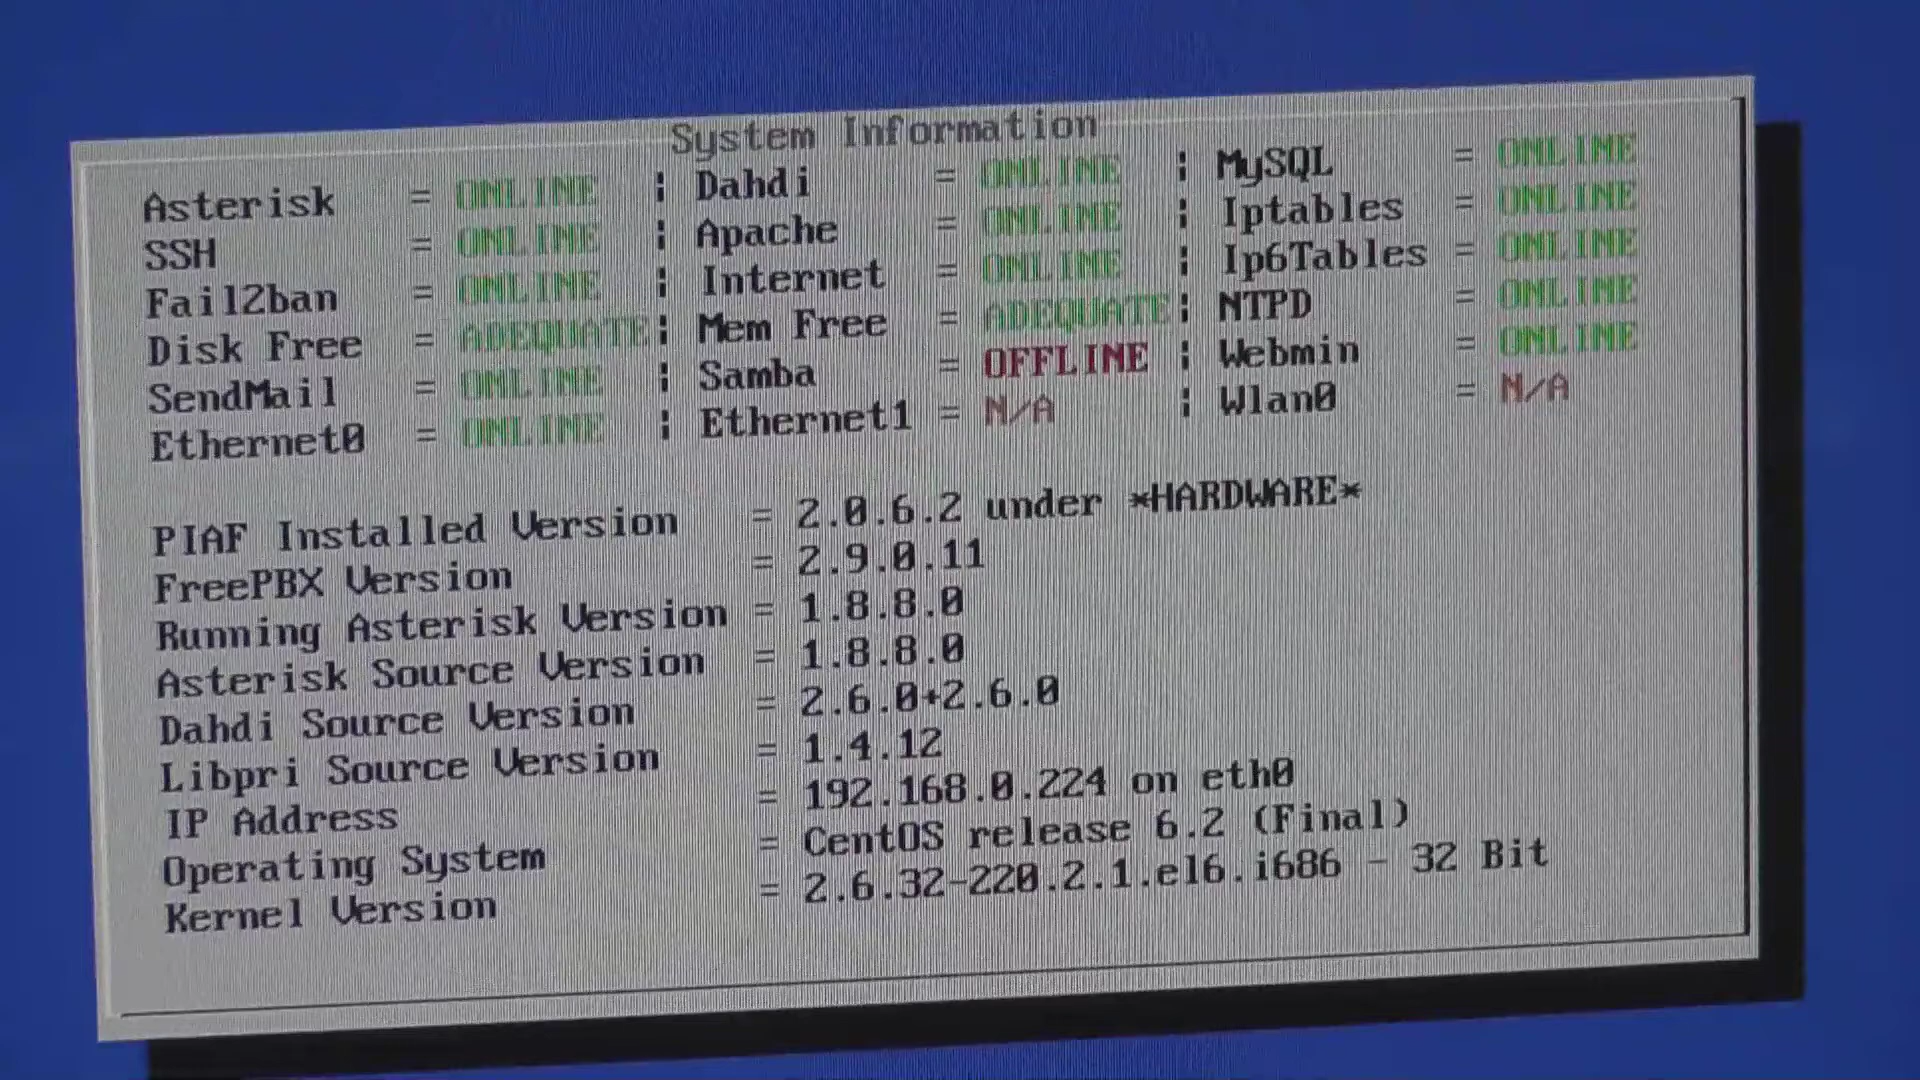 System Information
Asterisk = ONLINE ¦ Dahdi = ONLINE ¦ MySQL = ONLINE
SSH = ONLINE ¦ Apache = ONLINE ¦ Iptables = ONLINE
Fail2ban = ONLINE ¦ Internet = ONLINE ¦ Ip6Tables = ONLINE
Disk Free = ADEQUATE¦ Mem Free = ADEQUATE¦ NTPD = ONLINE
SendMail = ONLINE ¦ Samba = OFFLINE ¦ Webmin = ONLINE
Ethernet0 = ONLINE ¦ Ethernet1 = N/A ¦ Wlan0 = N/A
PIAF Installed Version = 2.0.6.2 under *HARDWARE*
FreePBX Version = 2.9.0.11
Running Asterisk Version = 1.8.8.0
Asterisk Source Version = 1.8.8.0
Dahdi Source Version = 2.6.0+2.6.0
Libpri Source Version = 1.4.12
IP Address = 192.168.0.224 on eth0
Operating System = CentOS release 6.2 (Final)
Kernel Version = 2.6.32-220.2.1.el6.i686 - 32 Bit